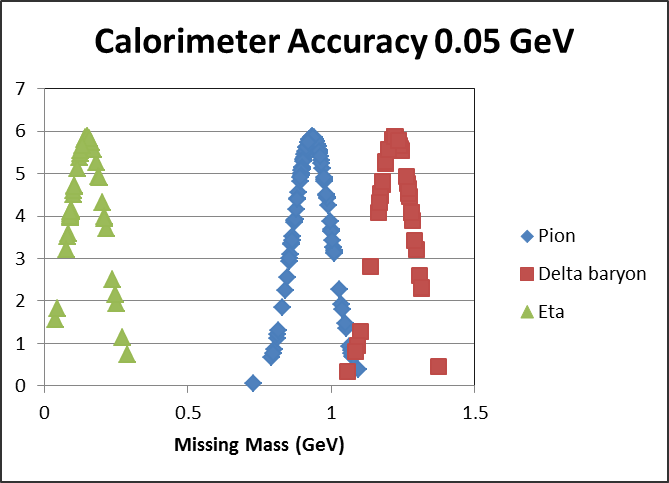 Calorimeter Accuracy 0.05 GeV
7
6
5
4
3
2
1
0
0 0.5 1 1.5
Missing Mass (GeV)
Pion
Delta baryon
Eta